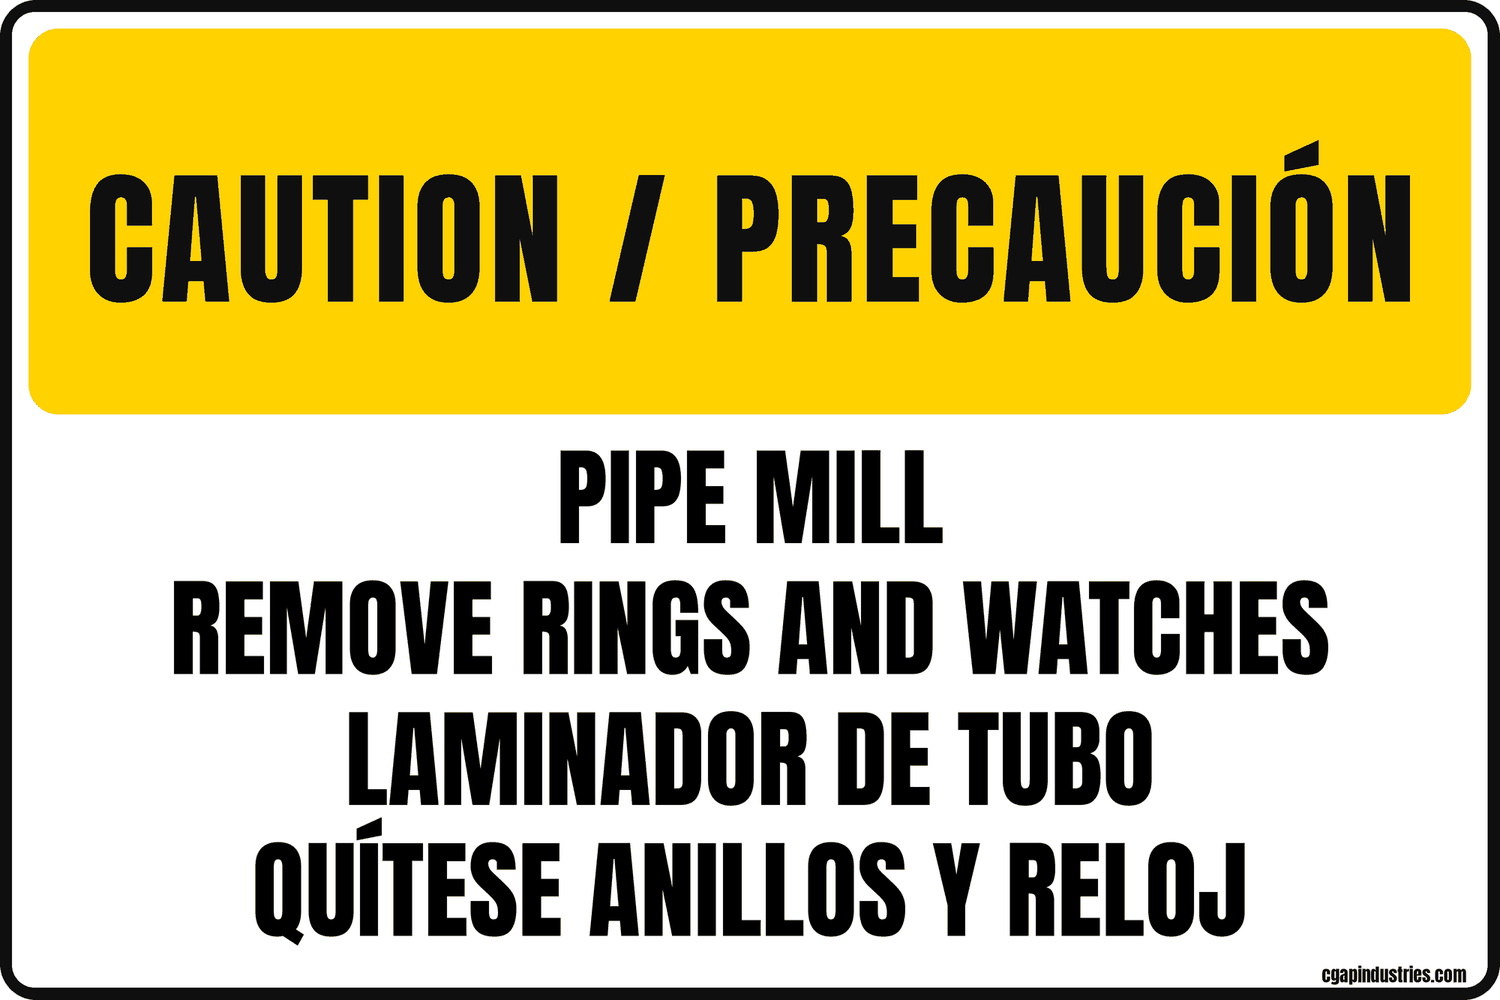 CAUTION / PRECAUCIÓN
PIPE MILL
REMOVE RINGS AND WATCHES
LAMINADOR DE TUBO
QUÍTESE ANILLOS Y RELOJ
cgapindustries.com